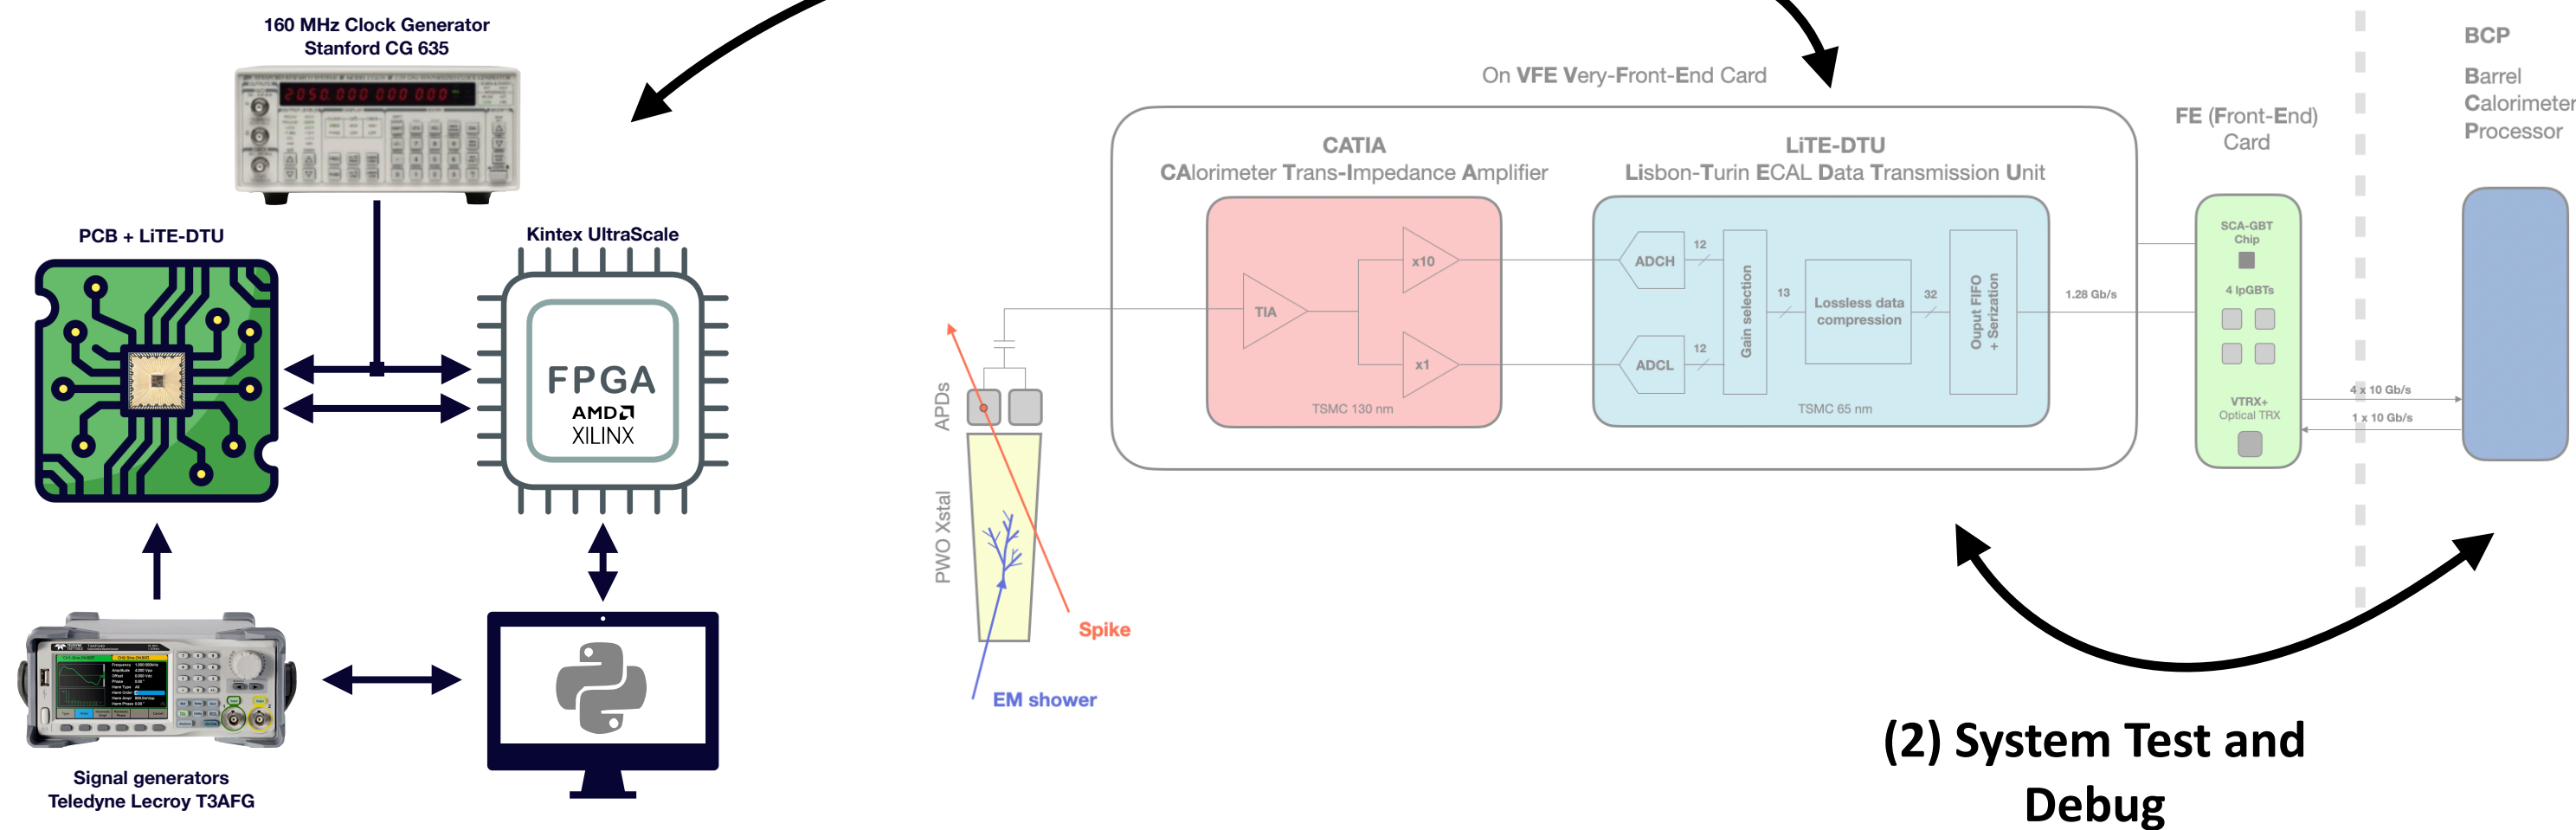 160 MHz Clock Generator
Stanford CG 635
2050.000 000 000
PCB + LiTE-DTU
Kintex UltraScale
FPGA
AMD
XILINX
Signal generators
Teledyne Lecroy T3AFG
On VFE Very-Front-End Card
CATIA
CAlorimeter Trans-Impedance Amplifier
TIA
x10
x1
TSMC 130 nm
LiTE-DTU
Lisbon-Turin ECAL Data Transmission Unit
ADCH
12
ADCL
12
Gain selection
13
Lossless data
compression
32
Ouput FIFO
+ Serization
TSMC 65 nm
1.28 Gb/s
APDs
PWO Xstal
Spike
EM shower
FE (Front-End)
Card
SCA-GBT
Chip
4 lpGBTs
VTRX+
Optical TRX
4 x 10 Gb/s
1 x 10 Gb/s
BCP
Barrel
Calorimeter
Processor
(2) System Test and
Debug